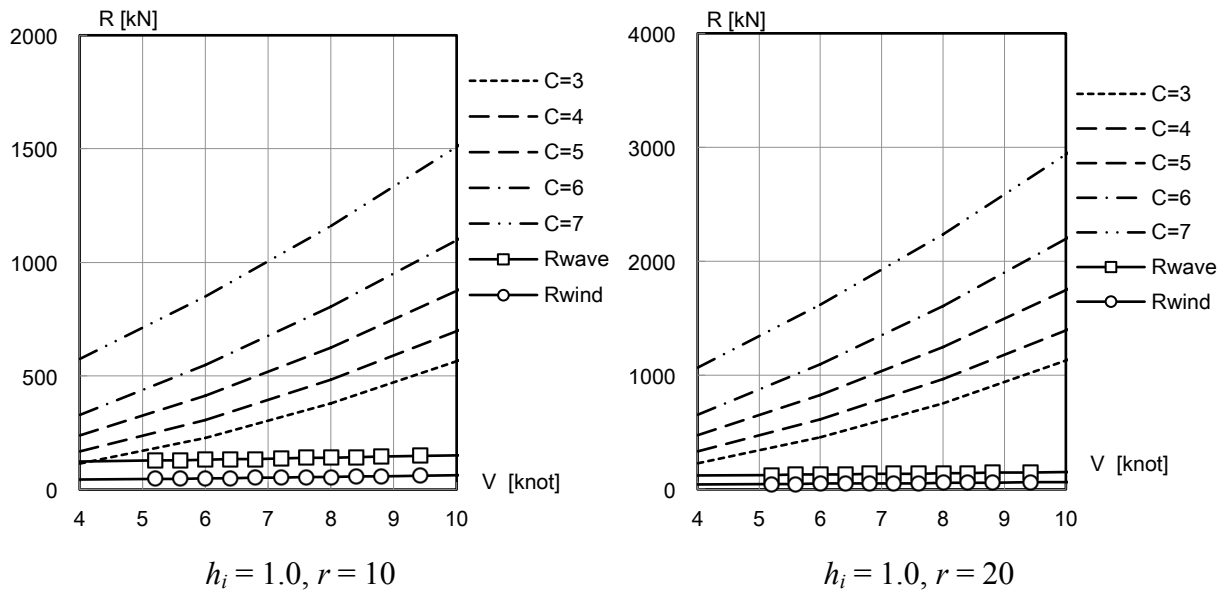 R [kN]
2000
1500
1000
500
0
4 5 6 7 8 9 10
V [knot]
C=3
C=4
C=5
C=6
C=7
Rwave
Rwind
h_i = 1.0, r = 10
R [kN]
4000
3000
2000
1000
0
4 5 6 7 8 9 10
V [knot]
C=3
C=4
C=5
C=6
C=7
Rwave
Rwind
h_i = 1.0, r = 20